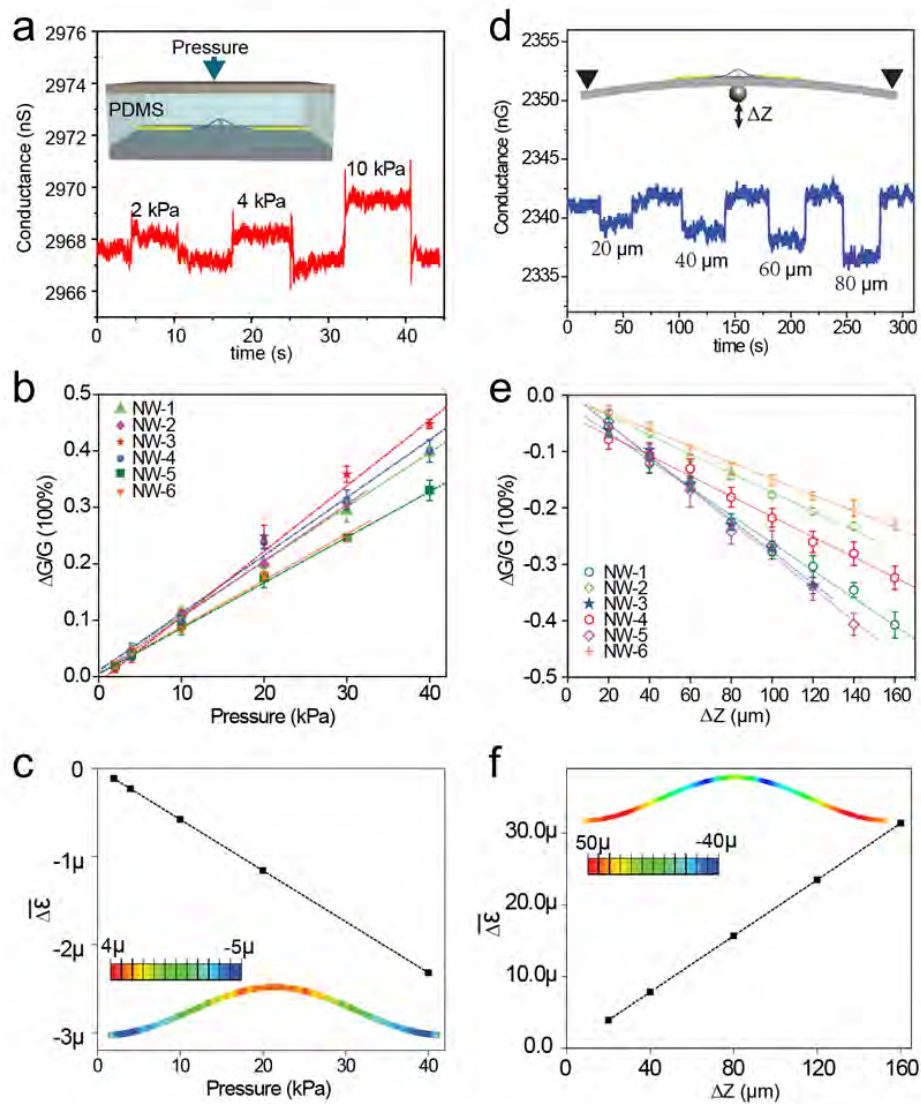 a
Conductance (nS)
2976
2974
2972
2970
2968
2966
Pressure
PDMS
2 kPa
4 kPa
10 kPa
0
10
20
30
40
time (s)
d
Conductance (nG)
2355
2350
2345
2340
2335
ΔZ
20 µm
40 µm
60 µm
80 µm
0
50
100
150
200
250
300
time (s)
b
ΔG/G (100%)
0.5
0.4
0.3
0.2
0.1
0.0
NW-1
NW-2
NW-3
NW-4
NW-5
NW-6
0
10
20
30
40
Pressure (kPa)
e
ΔG/G (100%)
-0.0
-0.1
-0.2
-0.3
-0.4
-0.5
NW-1
NW-2
NW-3
NW-4
NW-5
NW-6
0
20
40
60
80
100
120
140
160
ΔZ (µm)
c
Δε
0
-1µ
-2µ
-3µ
4µ
-5µ
0
10
20
30
40
Pressure (kPa)
f
Δε
30.0µ
20.0µ
10.0µ
0.0
50µ
-40µ
0
40
80
120
160
ΔZ (µm)